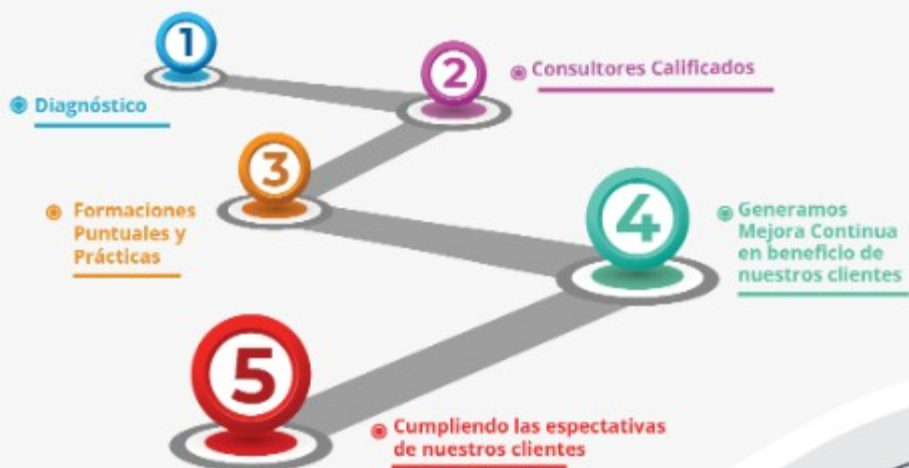 1
Diagnóstico
2
Consultores Calificados
3
Formaciones
Puntuales y
Prácticas
4
Generamos
Mejora Continua
en beneficio de
nuestros clientes
5
Cumpliendo las espectativas
de nuestros clientes